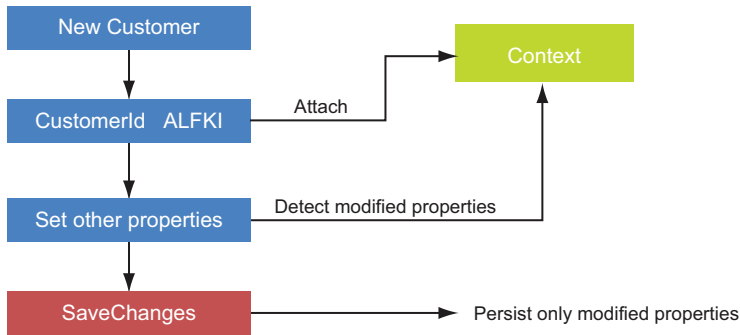 New Customer
Context
Attach
CustomerId ALFKI
Detect modified properties
Set other properties
SaveChanges
Persist only modified properties